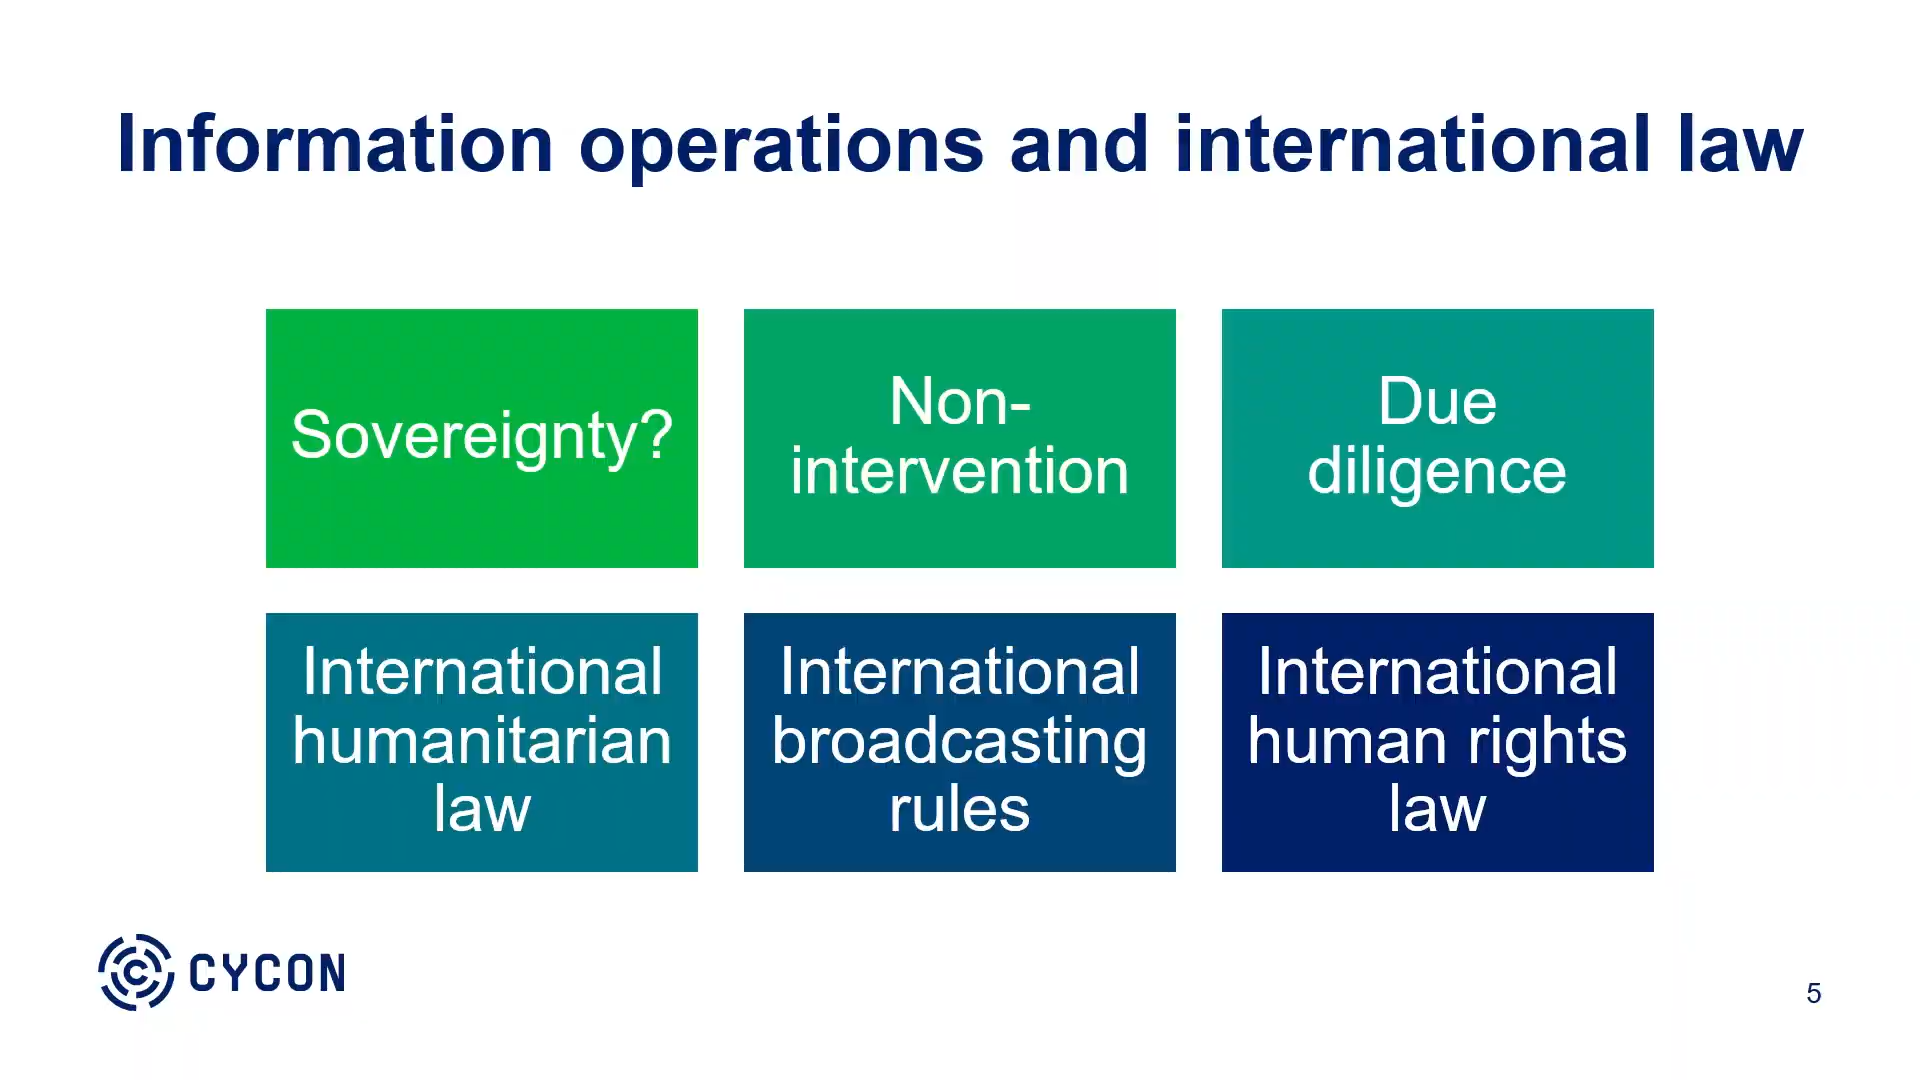 Information operations and international law
Sovereignty?
Non-
intervention
Due
diligence
International
humanitarian
law
International
broadcasting
rules
International
human rights
law
CYCON
5